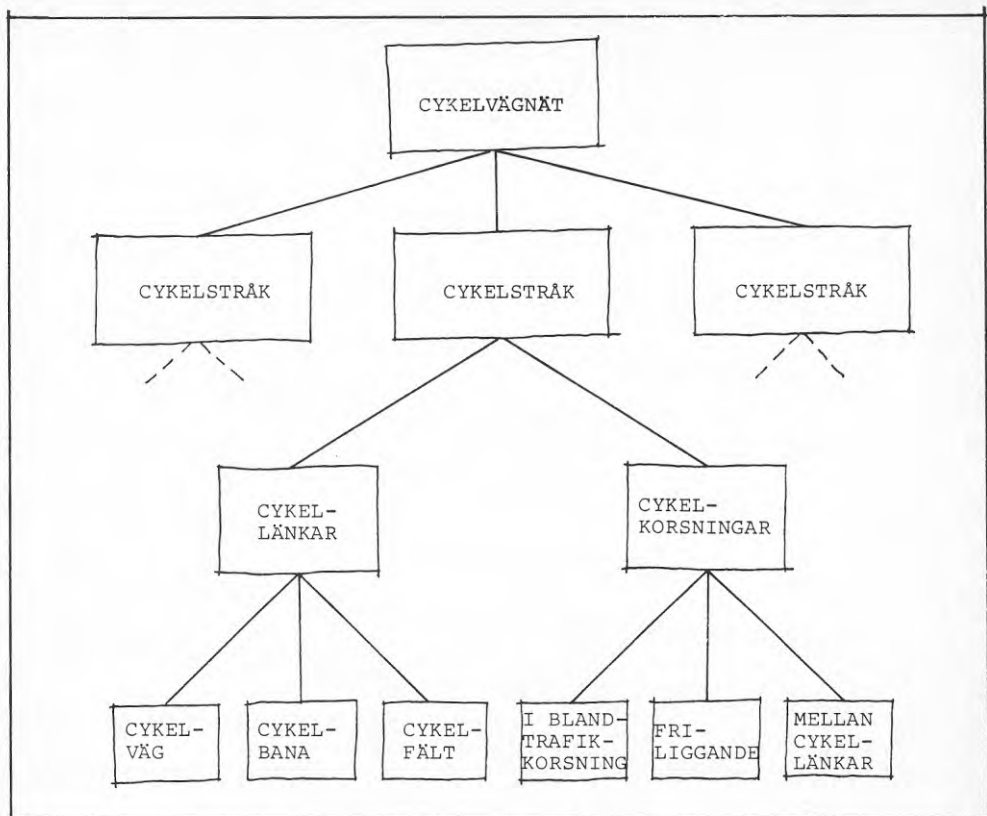 CYKELVÄGNÄT
CYKELSTRÅK
CYKELSTRÅK
CYKELSTRÅK
CYKEL-
LÄNKAR
CYKEL-
KORSNINGAR
CYKEL-
VÄG
CYKEL-
BANA
CYKEL-
FÄLT
I BLAND-
TRAFIK-
KORSNING
FRI-
LIGGANDE
MELLAN
CYKEL-
LÄNKAR